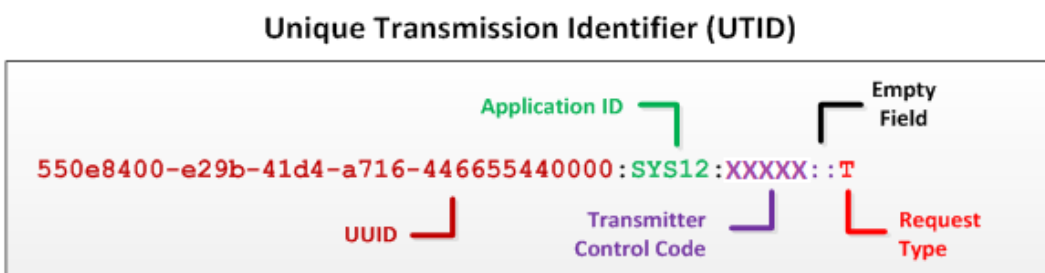 Unique Transmission Identifier (UTID)
Application ID
Empty
Field
550e8400-e29b-41d4-a716-446655440000:SYS12:XXXXX::T
UUID
Transmitter
Control Code
Request
Type